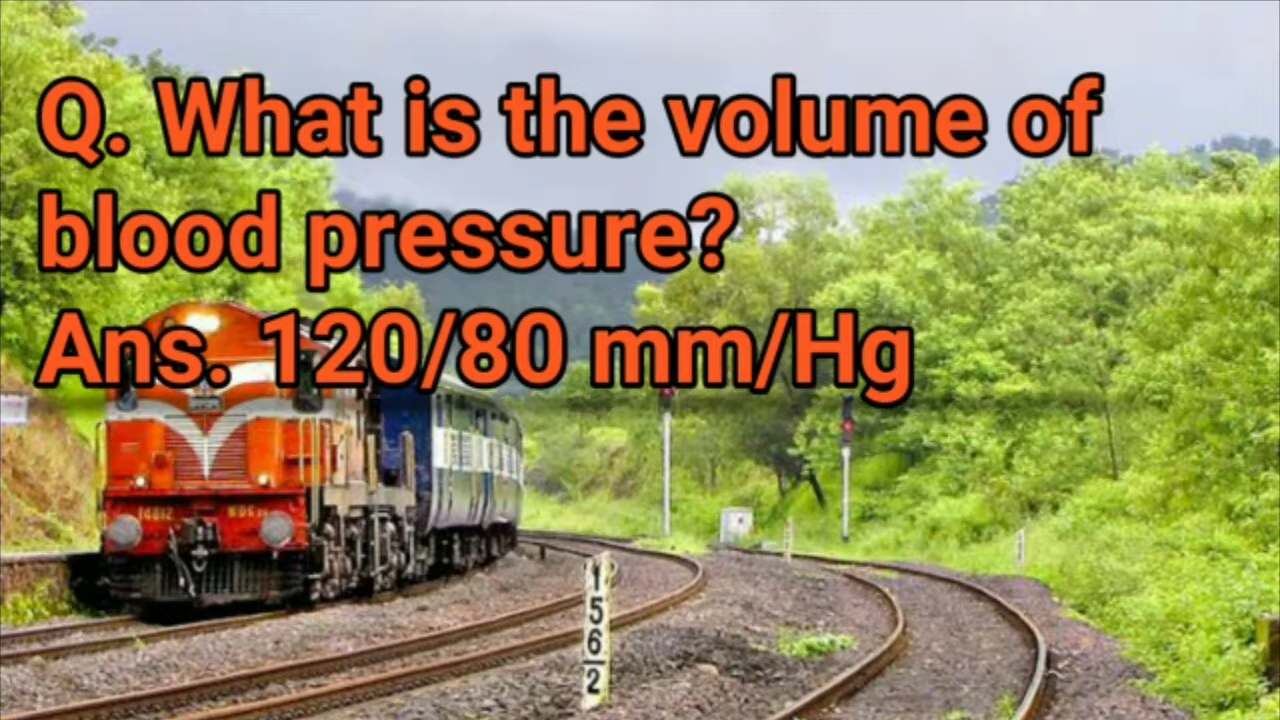 Q. What is the volume of
blood pressure?
Ans. 120/80 mm/Hg
14812
1
5
6
2